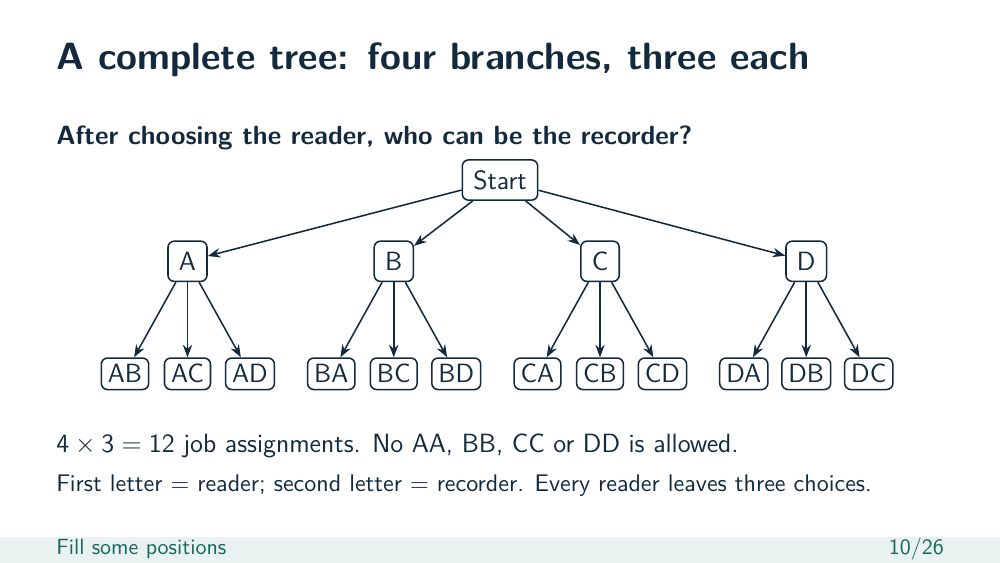 A complete tree: four branches, three each
After choosing the reader, who can be the recorder?
Start
A B C D
AB AC AD BA BC BD CA CB CD DA DB DC
4 × 3 = 12 job assignments. No AA, BB, CC or DD is allowed.
First letter = reader; second letter = recorder. Every reader leaves three choices.
Fill some positions 10/26